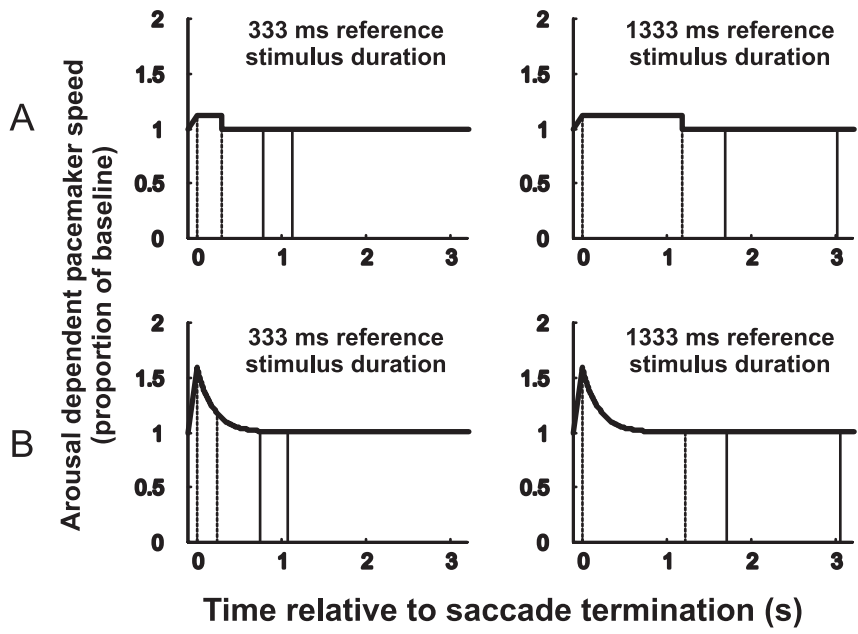 A
Arousal dependent pacemaker speed
(proportion of baseline)
333 ms reference
stimulus duration
2
1.5
1
0.5
0
0
1
2
3
1333 ms reference
stimulus duration
2
1.5
1
0.5
0
0
1
2
3
B
333 ms reference
stimulus duration
2
1.5
1
0.5
0
0
1
2
3
1333 ms reference
stimulus duration
2
1.5
1
0.5
0
0
1
2
3
Time relative to saccade termination (s)